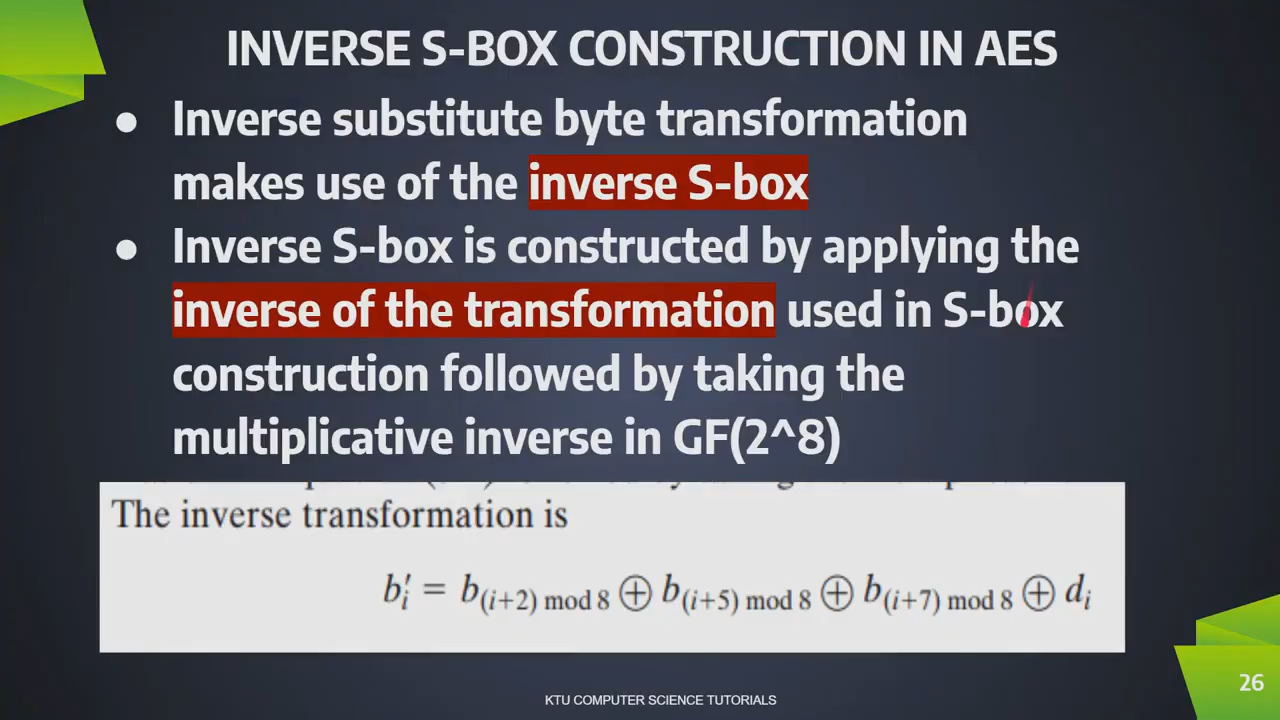 INVERSE S-BOX CONSTRUCTION IN AES
● Inverse substitute byte transformation
makes use of the inverse S-box
● Inverse S-box is constructed by applying the
inverse of the transformation used in S-box
construction followed by taking the
multiplicative inverse in GF(2^8)
The inverse transformation is
b′ᵢ = b₍ᵢ₊₂₎ mod 8 ⊕ b₍ᵢ₊₅₎ mod 8 ⊕ b₍ᵢ₊₇₎ mod 8 ⊕ dᵢ
26
KTU COMPUTER SCIENCE TUTORIALS